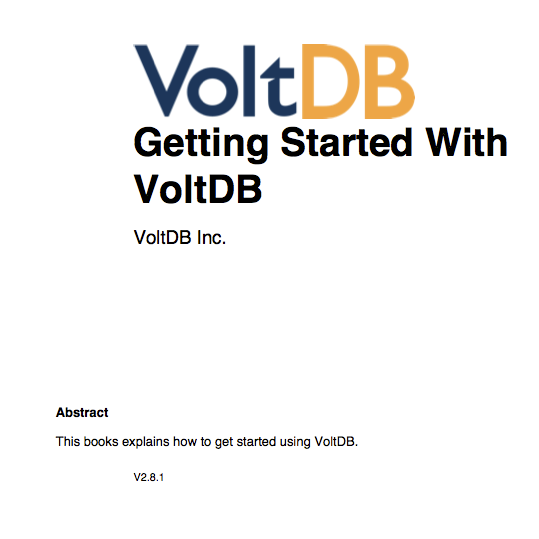 VoltDB
Getting Started With
VoltDB
VoltDB Inc.
Abstract
This books explains how to get started using VoltDB.
V2.8.1